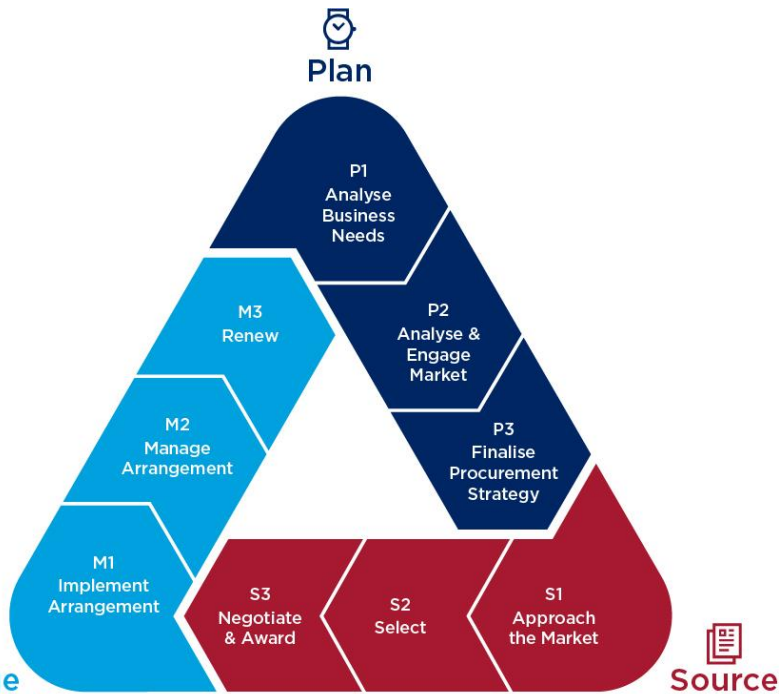 Plan
P1
Analyse
Business
Needs
P2
Analyse &
Engage
Market
P3
Finalise
Procurement
Strategy
S1
Approach
the Market
S2
Select
S3
Negotiate
& Award
M1
Implement
Arrangement
M2
Manage
Arrangement
M3
Renew
e
Source